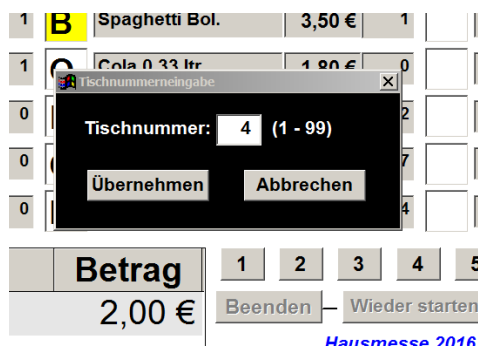 1 B Spaghetti Bol. 3,50 € 1
1 Cola 0,33 ltr 1,80 € 0
Tischnummerneingabe
0 2
Tischnummer: 4 (1 - 99)
0 7
Übernehmen Abbrechen
0 4
Betrag 1 2 3 4 5
2,00 € Beenden – Wieder starten
Hausmesse 2016